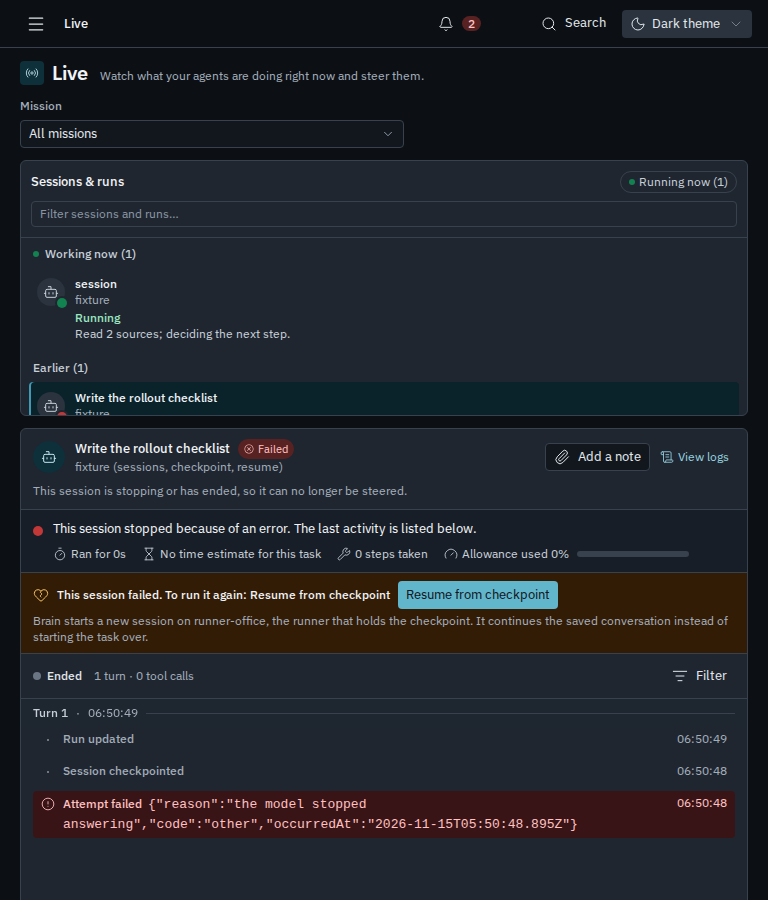 Live
2
Search
Dark theme
Live
Watch what your agents are doing right now and steer them.
Mission
All missions
Sessions & runs
Running now (1)
Filter sessions and runs...
Working now (1)
session
fixture
Running
Read 2 sources; deciding the next step.
Earlier (1)
Write the rollout checklist
fixture
Write the rollout checklist
Failed
fixture (sessions, checkpoint, resume)
Add a note
View logs
This session is stopping or has ended, so it can no longer be steered.
This session stopped because of an error. The last activity is listed below.
Ran for 0s
No time estimate for this task
0 steps taken
Allowance used 0%
This session failed. To run it again: Resume from checkpoint
Resume from checkpoint
Brain starts a new session on runner-office, the runner that holds the checkpoint. It continues the saved conversation instead of
starting the task over.
Ended
1 turn · 0 tool calls
Filter
Turn 1 · 06:50:49
· Run updated
06:50:49
· Session checkpointed
06:50:48
Attempt failed {"reason":"the model stopped
06:50:48
answering","code":"other","occurredAt":"2026-11-15T05:50:48.895Z"}